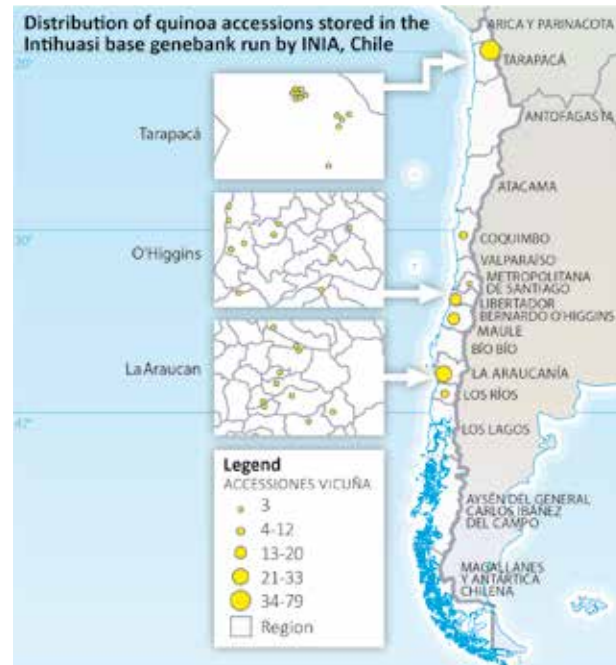 Distribution of quinoa accessions stored in the
Intihuasi base genebank run by INIA, Chile
ARICA Y PARINACOTA
20°
TARAPACÁ
Tarapacá
ANTOFAGASTA
ATACAMA
30°
COQUIMBO
O'Higgins
VALPARAÍSO
METROPOLITANA
DE SANTIAGO
LIBERTADOR
BERNARDO O'HIGGINS
MAULE
BÍO BÍO
La Araucan
LA ARAUCANÍA
LOS RÍOS
LOS LAGOS
Legend
ACCESSIONES VICUÑA
3
4-12
13-20
21-33
34-79
Region
AYSÉN DEL GENERAL
CARLOS IBÁÑEZ
DEL CAMPO
MAGALLANES
Y ANTÁRTICA
CHILENA